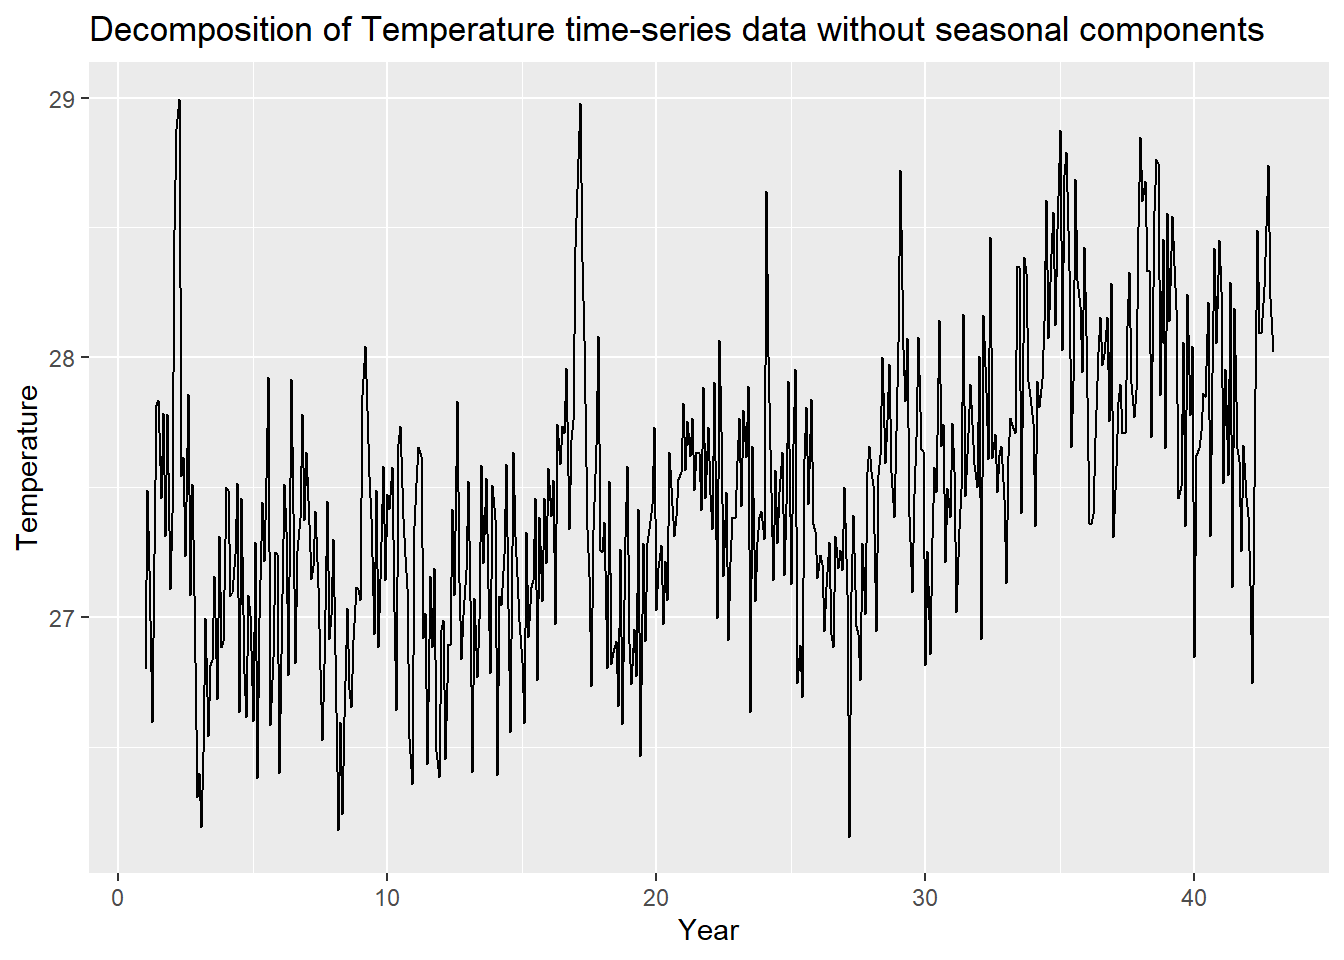 Decomposition of Temperature time-series data without seasonal components
29
28
27
Temperature
0 10 20 30 40
Year